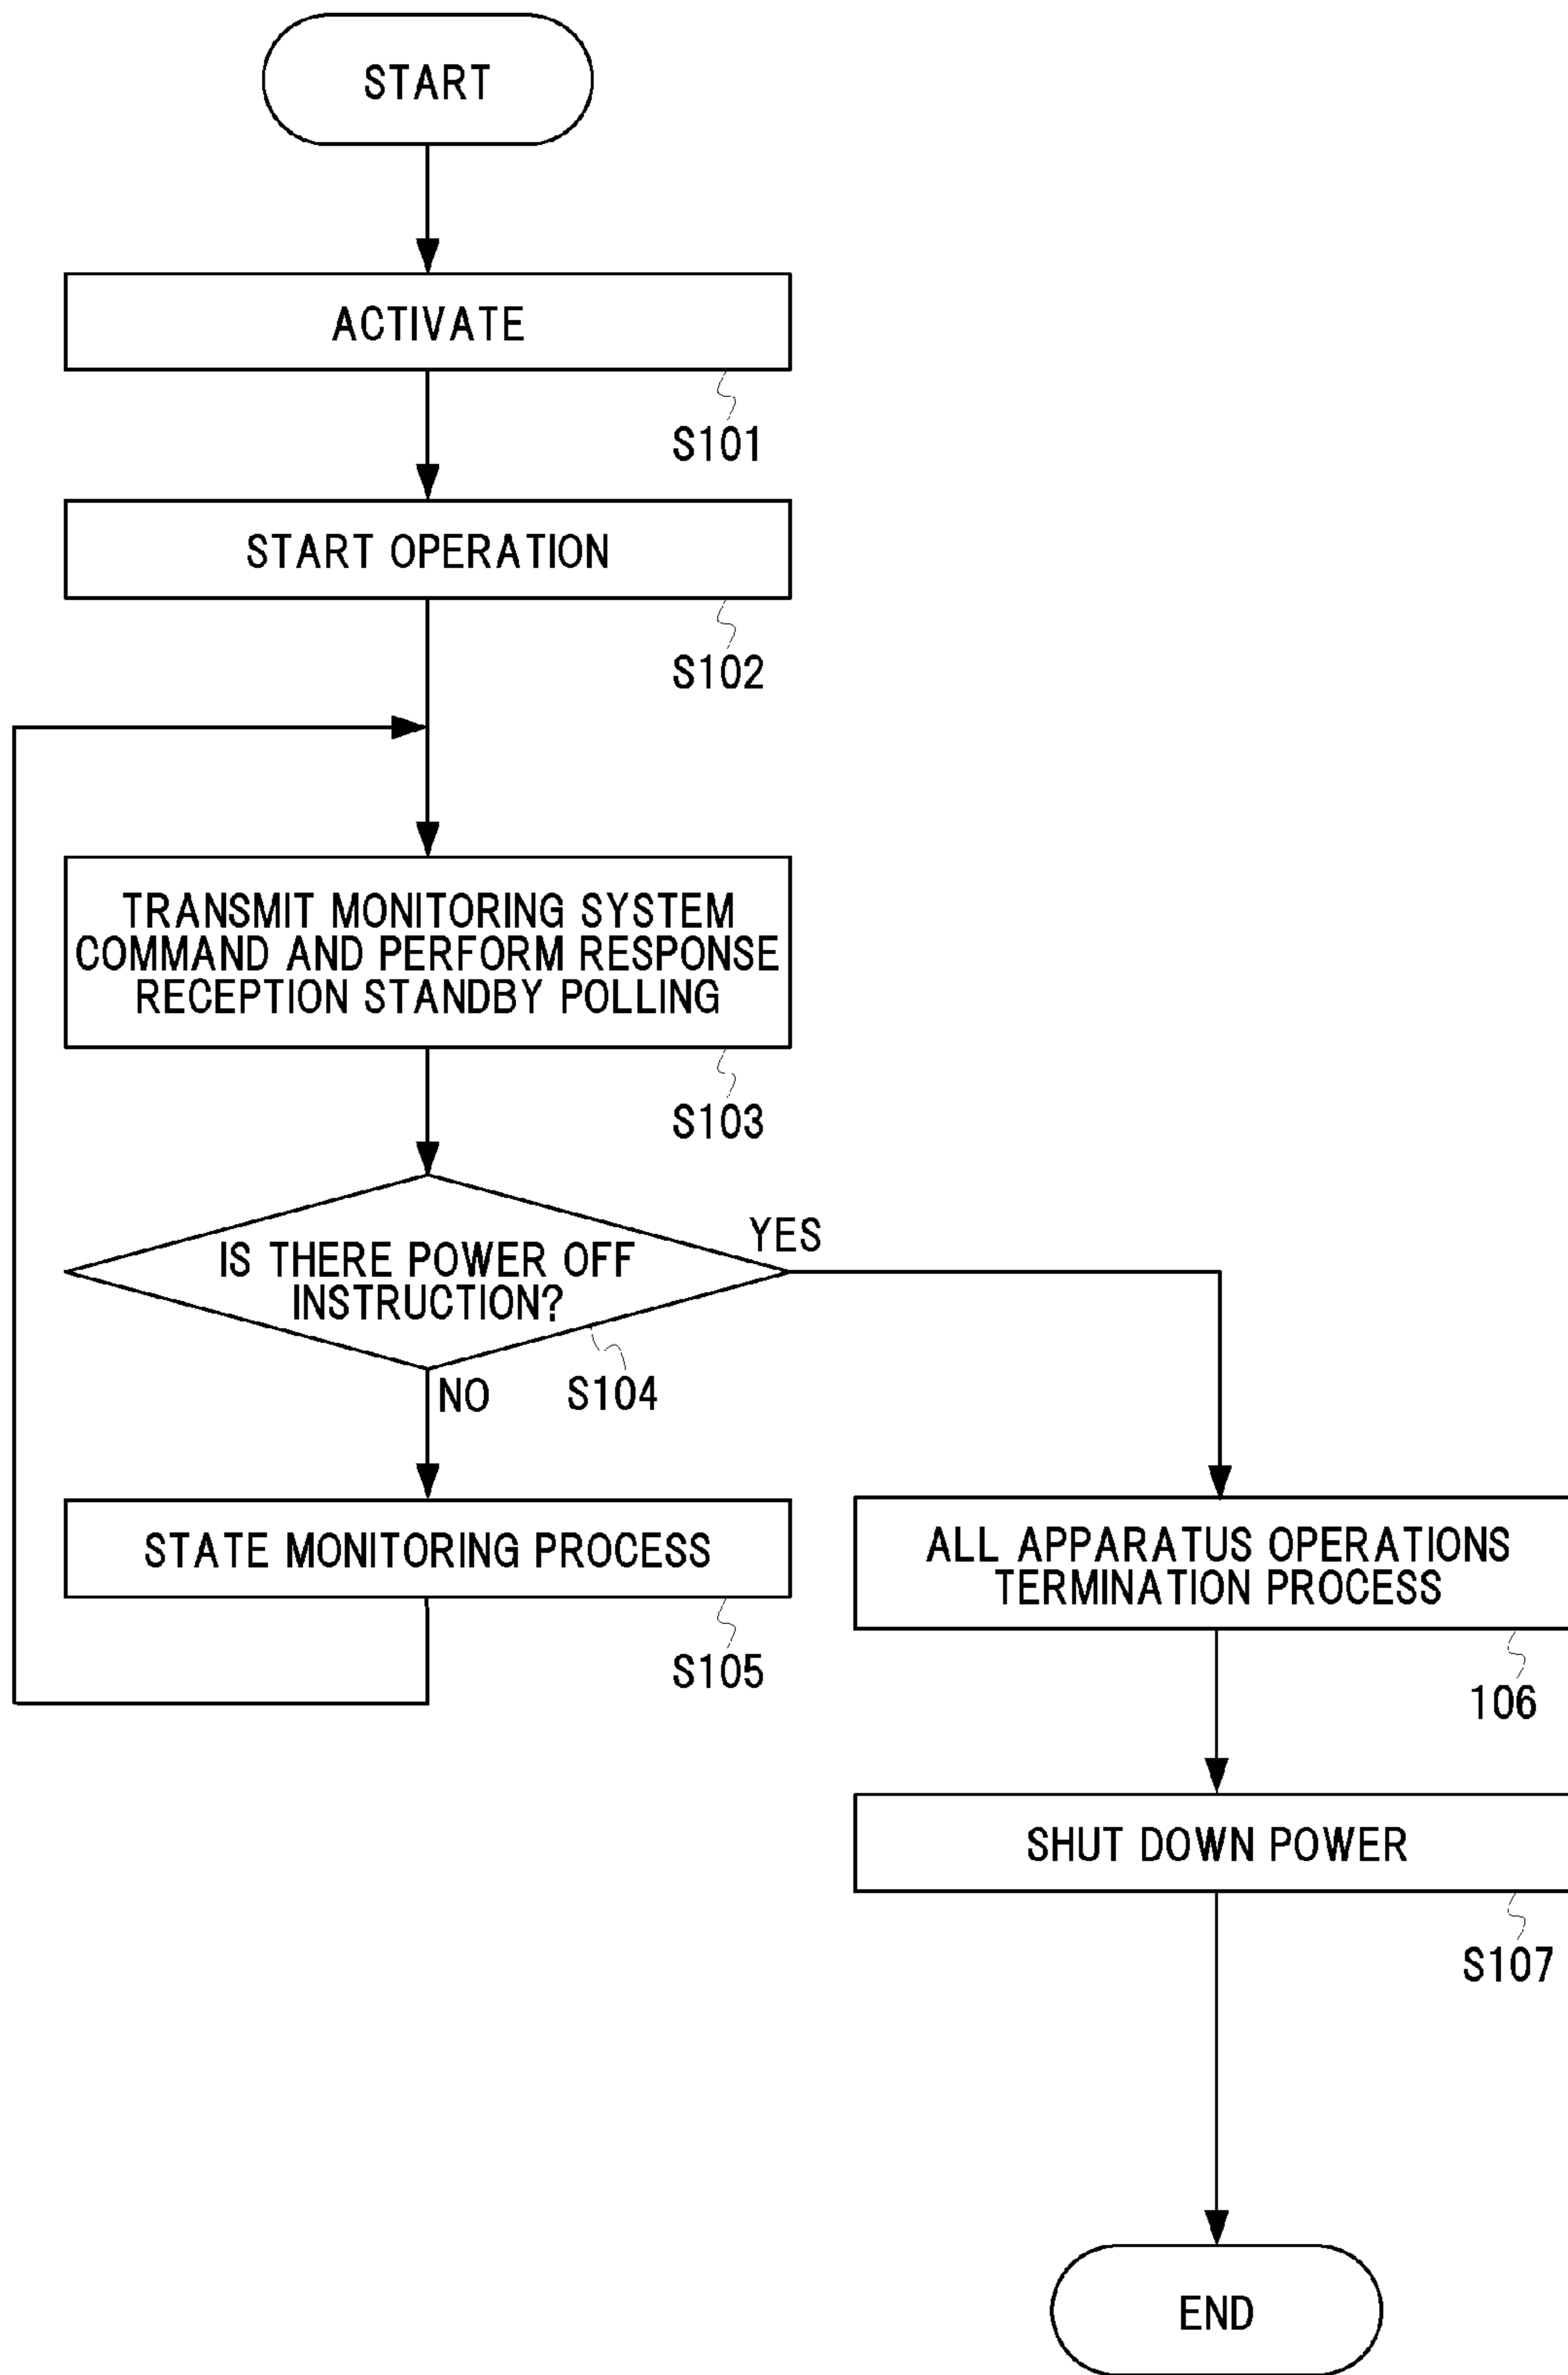 START
ACTIVATE
S101
START OPERATION
S102
TRANSMIT MONITORING SYSTEM
COMMAND AND PERFORM RESPONSE
RECEPTION STANDBY POLLING
S103
IS THERE POWER OFF
INSTRUCTION?
YES
S104
NO
STATE MONITORING PROCESS
S105
ALL APPARATUS OPERATIONS
TERMINATION PROCESS
106
SHUT DOWN POWER
S107
END